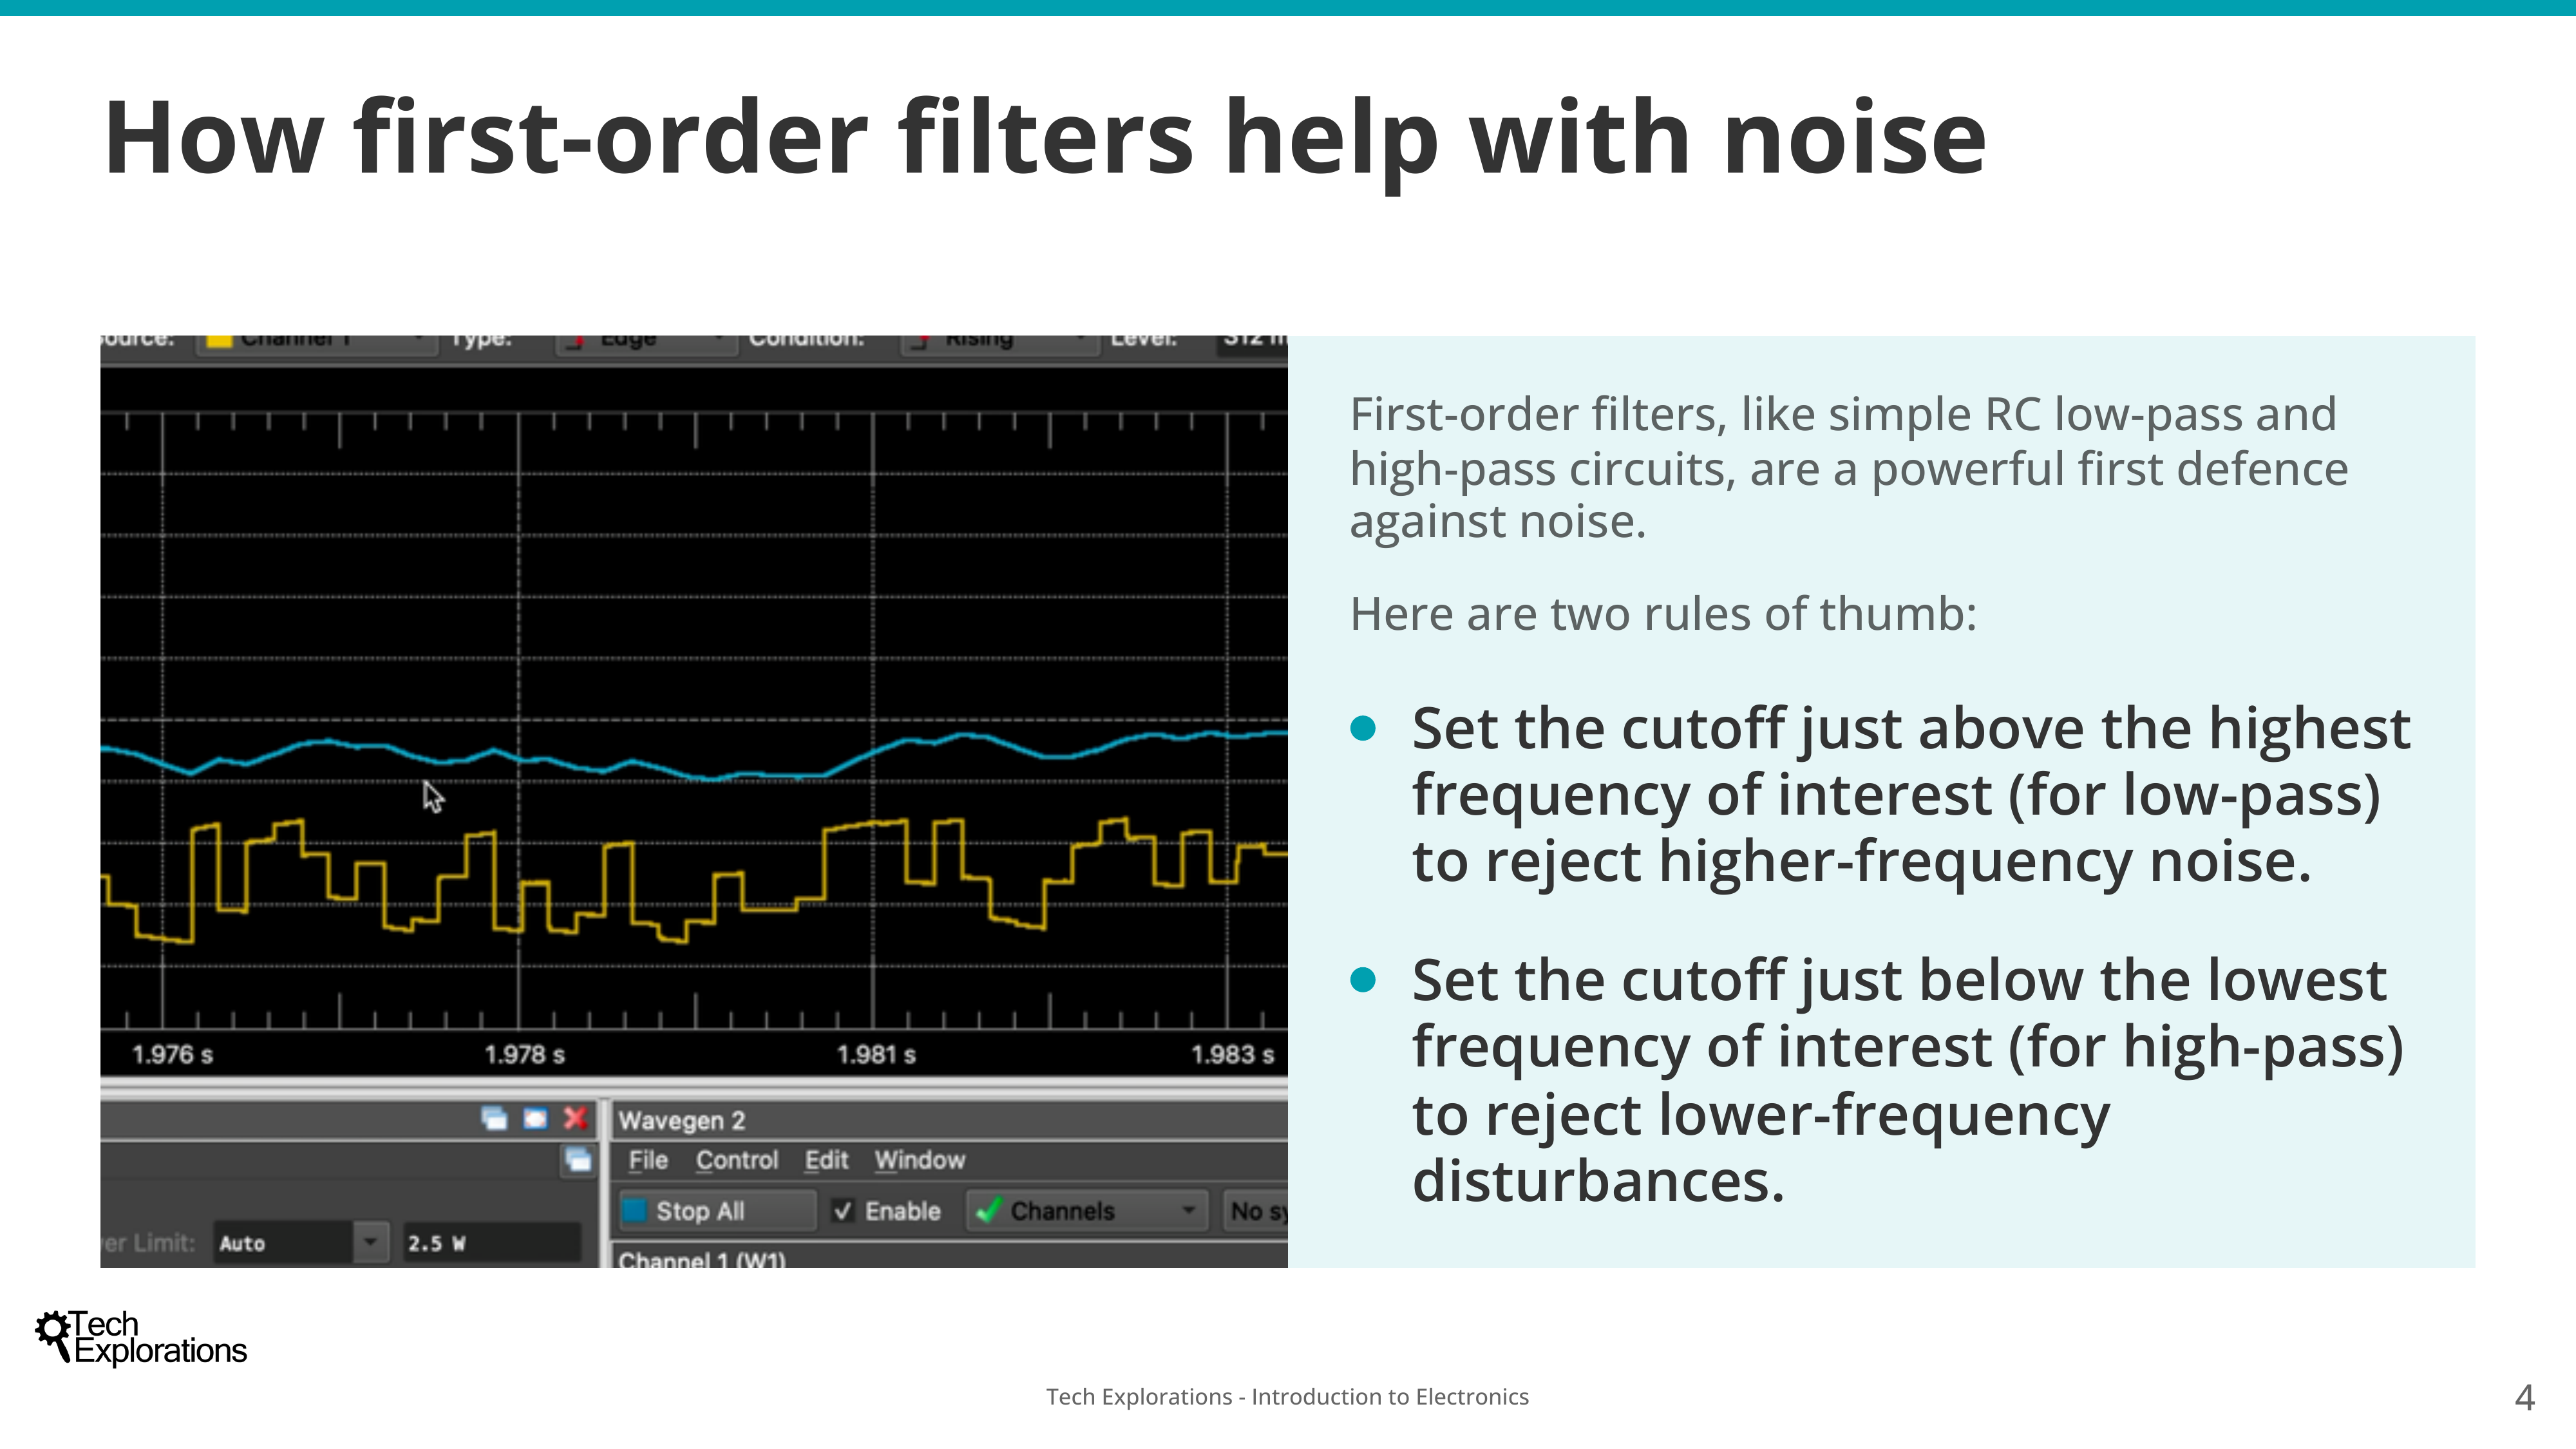 How first-order filters help with noise
Source: Channel 1 Type: Edge Condition: Rising Level: 512 m
1.976 s 1.978 s 1.981 s 1.983 s
Wavegen 2
File Control Edit Window
Stop All Enable Channels No sy
er Limit: Auto 2.5 W
Channel 1 (W1)
First-order filters, like simple RC low-pass and
high-pass circuits, are a powerful first defence
against noise.
Here are two rules of thumb:
Set the cutoff just above the highest
frequency of interest (for low-pass)
to reject higher-frequency noise.
Set the cutoff just below the lowest
frequency of interest (for high-pass)
to reject lower-frequency
disturbances.
Tech
Explorations
Tech Explorations - Introduction to Electronics
4